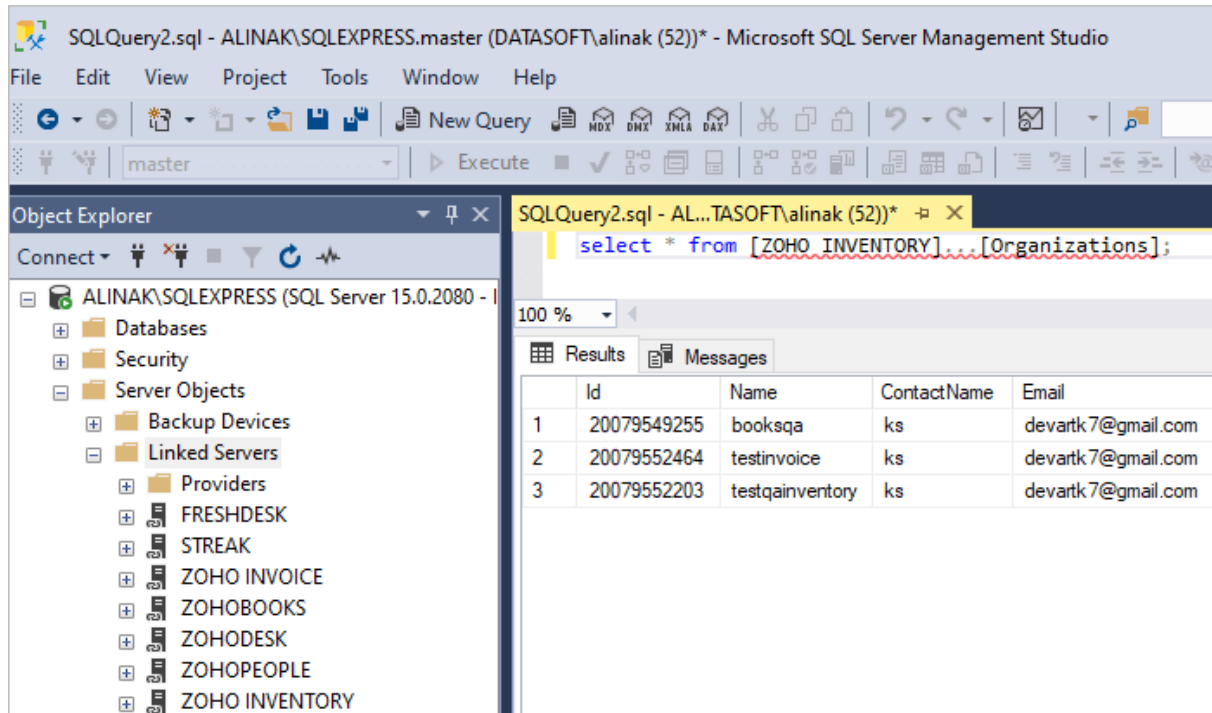 SQLQuery2.sql - ALINAK\SQLEXPRESS.master (DATASOFT\alinak (52))* - Microsoft SQL Server Management Studio
File Edit View Project Tools Window Help
New Query MDX DMX XMLA DAX
master Execute
Object Explorer
Connect
ALINAK\SQLEXPRESS (SQL Server 15.0.2080 -
Databases
Security
Server Objects
Backup Devices
Linked Servers
Providers
FRESHDESK
STREAK
ZOHO INVOICE
ZOHOBOOKS
ZOHODESK
ZOHOPEOPLE
ZOHO INVENTORY
SQLQuery2.sql - AL...TASOFT\alinak (52))*
select * from [ZOHO INVENTORY]...[Organizations];
100 %
Results Messages
Id Name ContactName Email
1 20079549255 booksqa ks devartk7@gmail.com
2 20079552464 testinvoice ks devartk7@gmail.com
3 20079552203 testqainventory ks devartk7@gmail.com